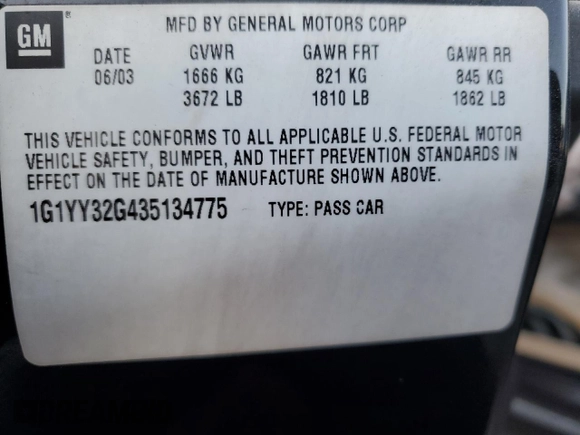 GM
MFD BY GENERAL MOTORS CORP
DATE GVWR GAWR FRT GAWR RR
06/03 1666 KG 821 KG 845 KG
3672 LB 1810 LB 1862 LB
THIS VEHICLE CONFORMS TO ALL APPLICABLE U.S. FEDERAL MOTOR
VEHICLE SAFETY, BUMPER, AND THEFT PREVENTION STANDARDS IN
EFFECT ON THE DATE OF MANUFACTURE SHOWN ABOVE.
1G1YY32G435134775 TYPE: PASS CAR